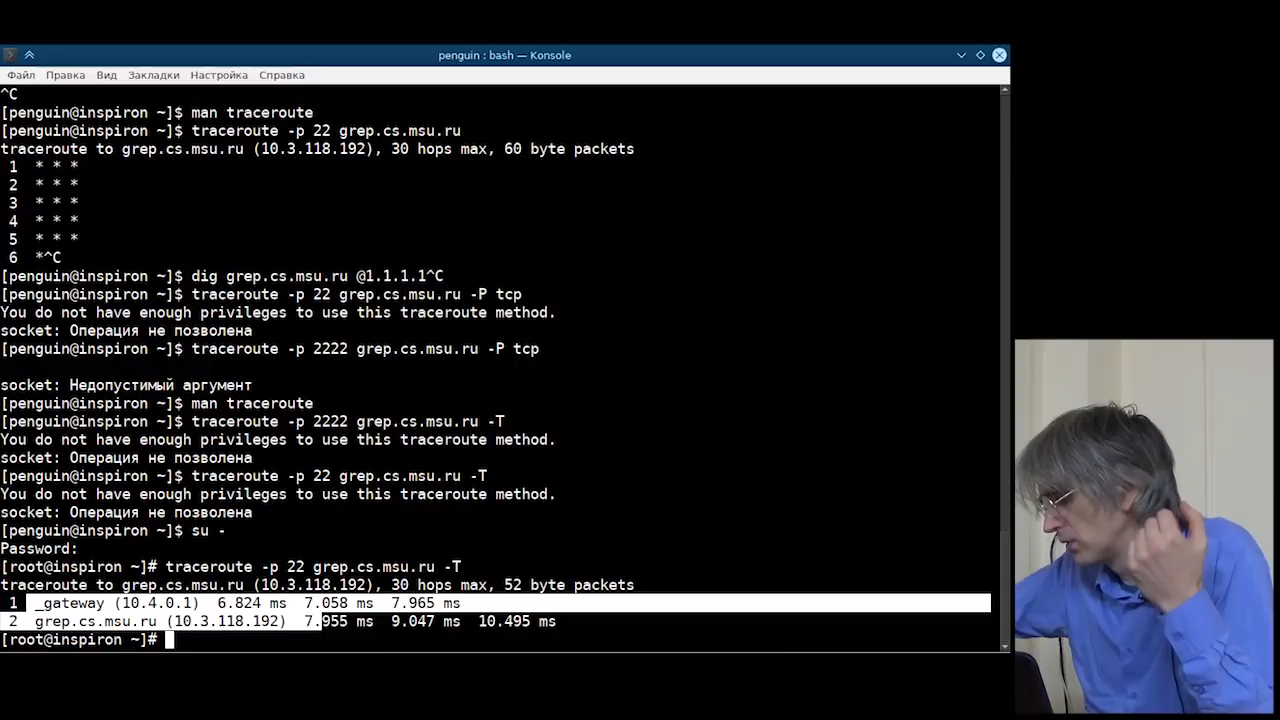 penguin : bash — Konsole
Файл Правка Вид Закладки Настройка Справка
^C
[penguin@inspiron ~]$ man traceroute
[penguin@inspiron ~]$ traceroute -p 22 grep.cs.msu.ru
traceroute to grep.cs.msu.ru (10.3.118.192), 30 hops max, 60 byte packets
1 * * *
2 * * *
3 * * *
4 * * *
5 * * *
6 *^C
[penguin@inspiron ~]$ dig grep.cs.msu.ru @1.1.1.1^C
[penguin@inspiron ~]$ traceroute -p 22 grep.cs.msu.ru -P tcp
You do not have enough privileges to use this traceroute method.
socket: Операция не позволена
[penguin@inspiron ~]$ traceroute -p 2222 grep.cs.msu.ru -P tcp
socket: Недопустимый аргумент
[penguin@inspiron ~]$ man traceroute
[penguin@inspiron ~]$ traceroute -p 2222 grep.cs.msu.ru -T
You do not have enough privileges to use this traceroute method.
socket: Операция не позволена
[penguin@inspiron ~]$ traceroute -p 22 grep.cs.msu.ru -T
You do not have enough privileges to use this traceroute method.
socket: Операция не позволена
[penguin@inspiron ~]$ su -
Password:
[root@inspiron ~]# traceroute -p 22 grep.cs.msu.ru -T
traceroute to grep.cs.msu.ru (10.3.118.192), 30 hops max, 52 byte packets
1 _gateway (10.4.0.1) 6.824 ms 7.058 ms 7.965 ms
2 grep.cs.msu.ru (10.3.118.192) 7.955 ms 9.047 ms 10.495 ms
[root@inspiron ~]#